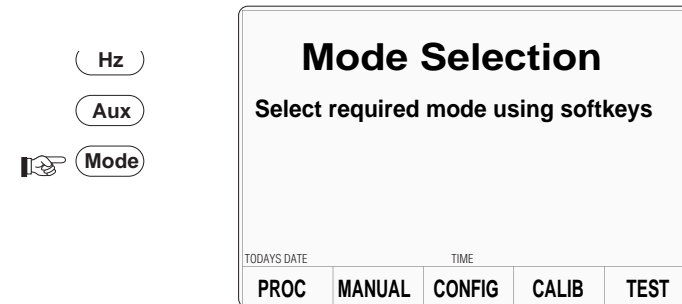 Hz
Aux
Mode
Mode Selection
Select required mode using softkeys
TODAYS DATE TIME
PROC MANUAL CONFIG CALIB TEST